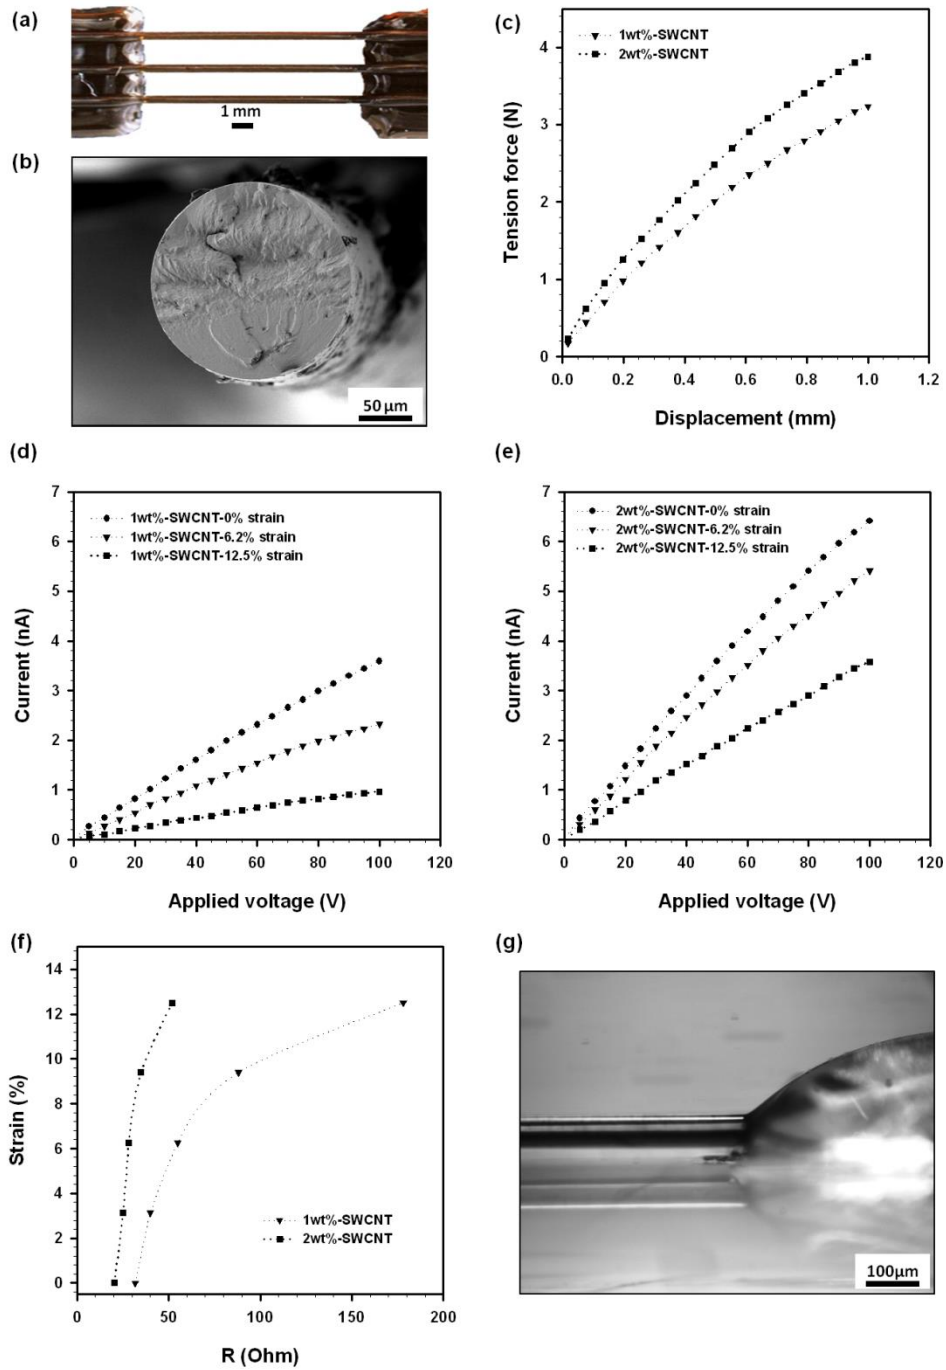 (a)
1 mm
(b)
50 µm
(c)
1wt%-SWCNT
2wt%-SWCNT
Tension force (N)
4
3
2
1
0
0.0 0.2 0.4 0.6 0.8 1.0 1.2
Displacement (mm)
(d)
1wt%-SWCNT-0% strain
1wt%-SWCNT-6.2% strain
1wt%-SWCNT-12.5% strain
Current (nA)
7
6
5
4
3
2
1
0
0 20 40 60 80 100 120
Applied voltage (V)
(e)
2wt%-SWCNT-0% strain
2wt%-SWCNT-6.2% strain
2wt%-SWCNT-12.5% strain
Current (nA)
7
6
5
4
3
2
1
0
0 20 40 60 80 100 120
Applied voltage (V)
(f)
Strain (%)
14
12
10
8
6
4
2
0
1wt%-SWCNT
2wt%-SWCNT
0 50 100 150 200
R (Ohm)
(g)
100µm